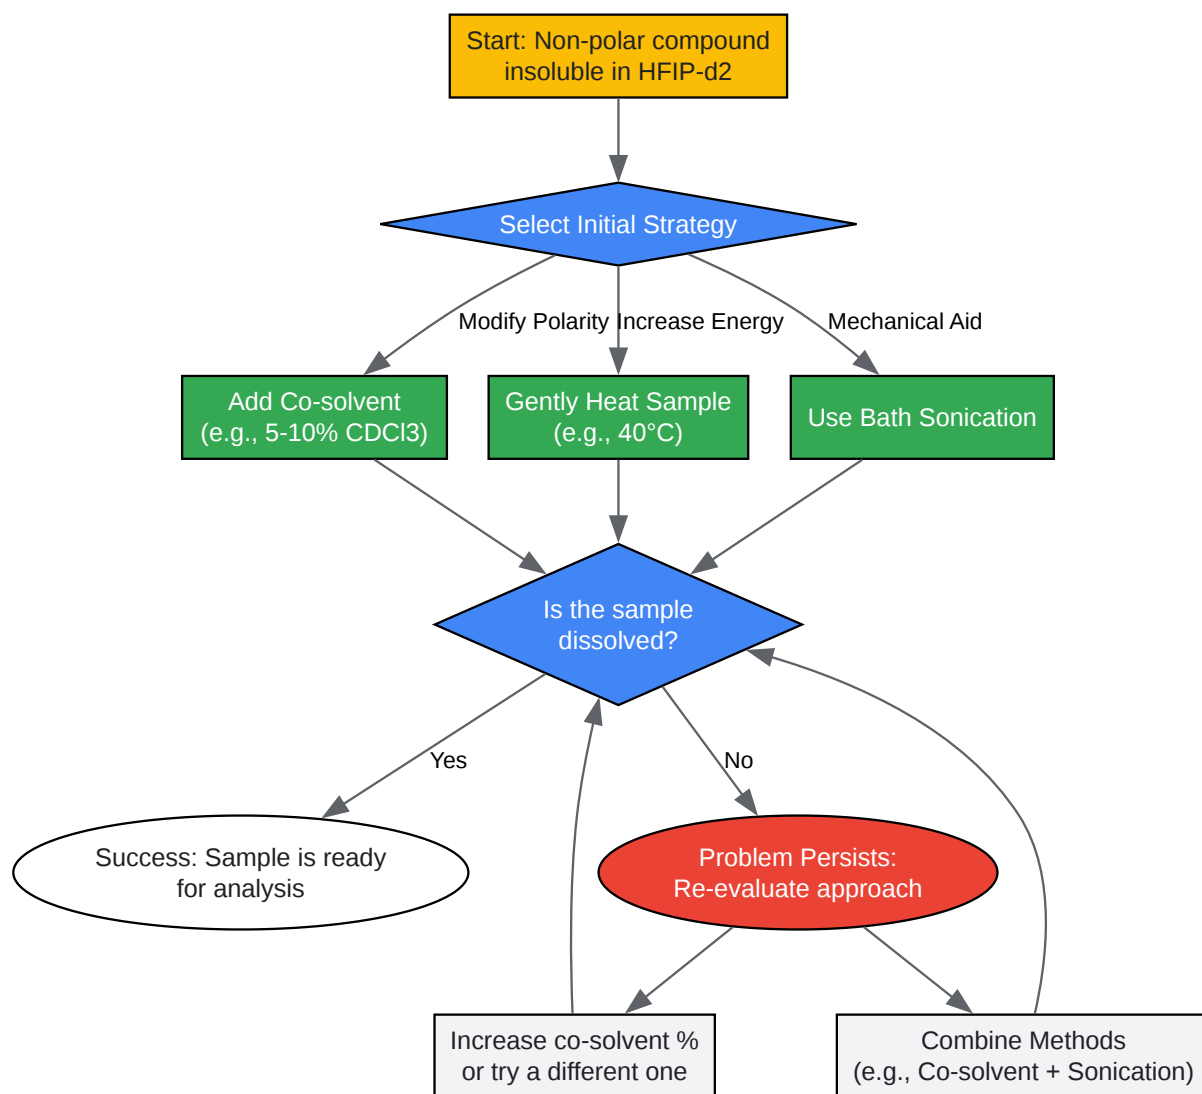 Start: Non-polar compound
insoluble in HFIP-d2
Select Initial Strategy
Modify Polarity
Increase Energy
Mechanical Aid
Add Co-solvent
(e.g., 5-10% CDCl3)
Gently Heat Sample
(e.g., 40°C)
Use Bath Sonication
Is the sample
dissolved?
Yes
No
Success: Sample is ready
for analysis
Problem Persists:
Re-evaluate approach
Increase co-solvent %
or try a different one
Combine Methods
(e.g., Co-solvent + Sonication)